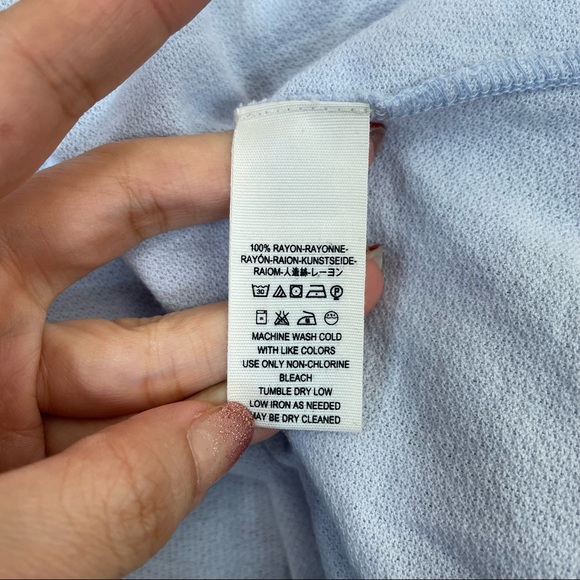 100% RAYON-RAYONNE-
RAYÓN-RAION-KUNSTSEIDE-
RAIOM-人造絲-レーヨン
30 P
MACHINE WASH COLD
WITH LIKE COLORS
USE ONLY NON-CHLORINE
BLEACH
TUMBLE DRY LOW
LOW IRON AS NEEDED
MAY BE DRY CLEANED